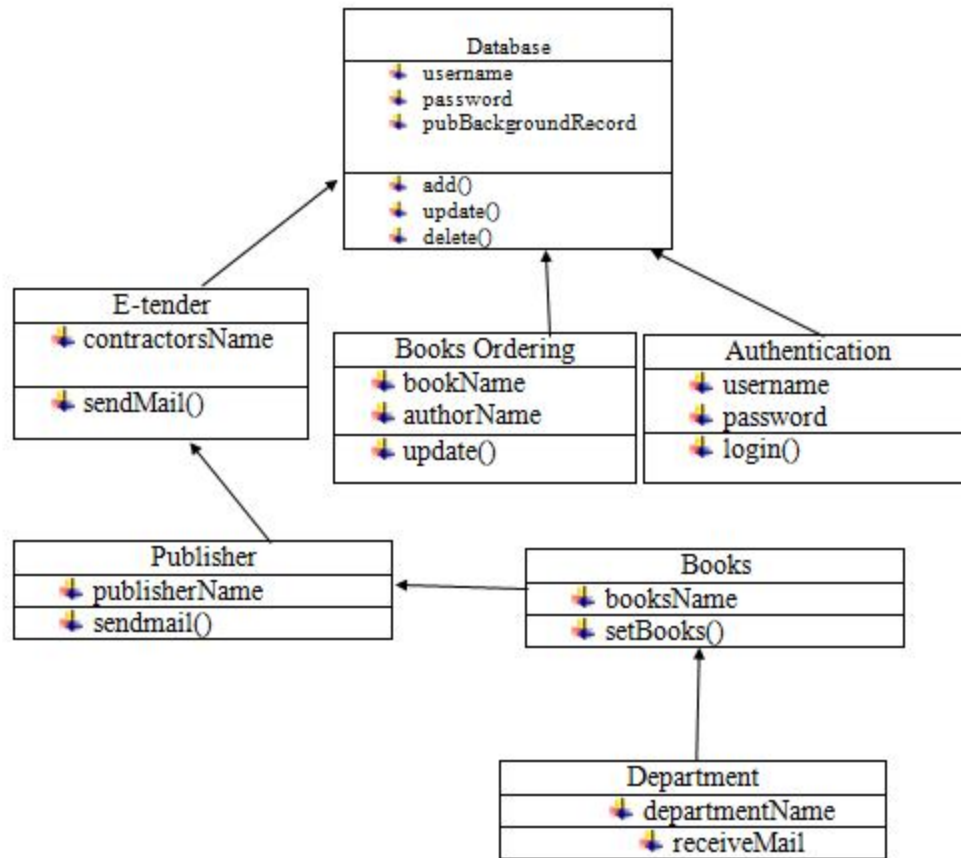 Database
username
password
pubBackgroundRecord
add()
update()
delete()
E-tender
contractorsName
sendMail()
Books Ordering
bookName
authorName
update()
Authentication
username
password
login()
Publisher
publisherName
sendmail()
Books
booksName
setBooks()
Department
departmentName
receiveMail